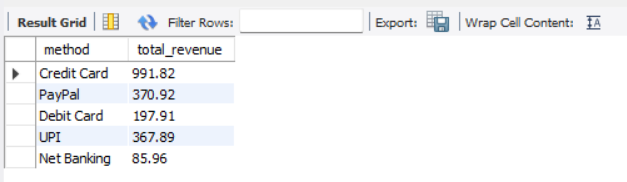 Result Grid Filter Rows: Export: Wrap Cell Content: IA
method total_revenue
Credit Card 991.82
PayPal 370.92
Debit Card 197.91
UPI 367.89
Net Banking 85.96